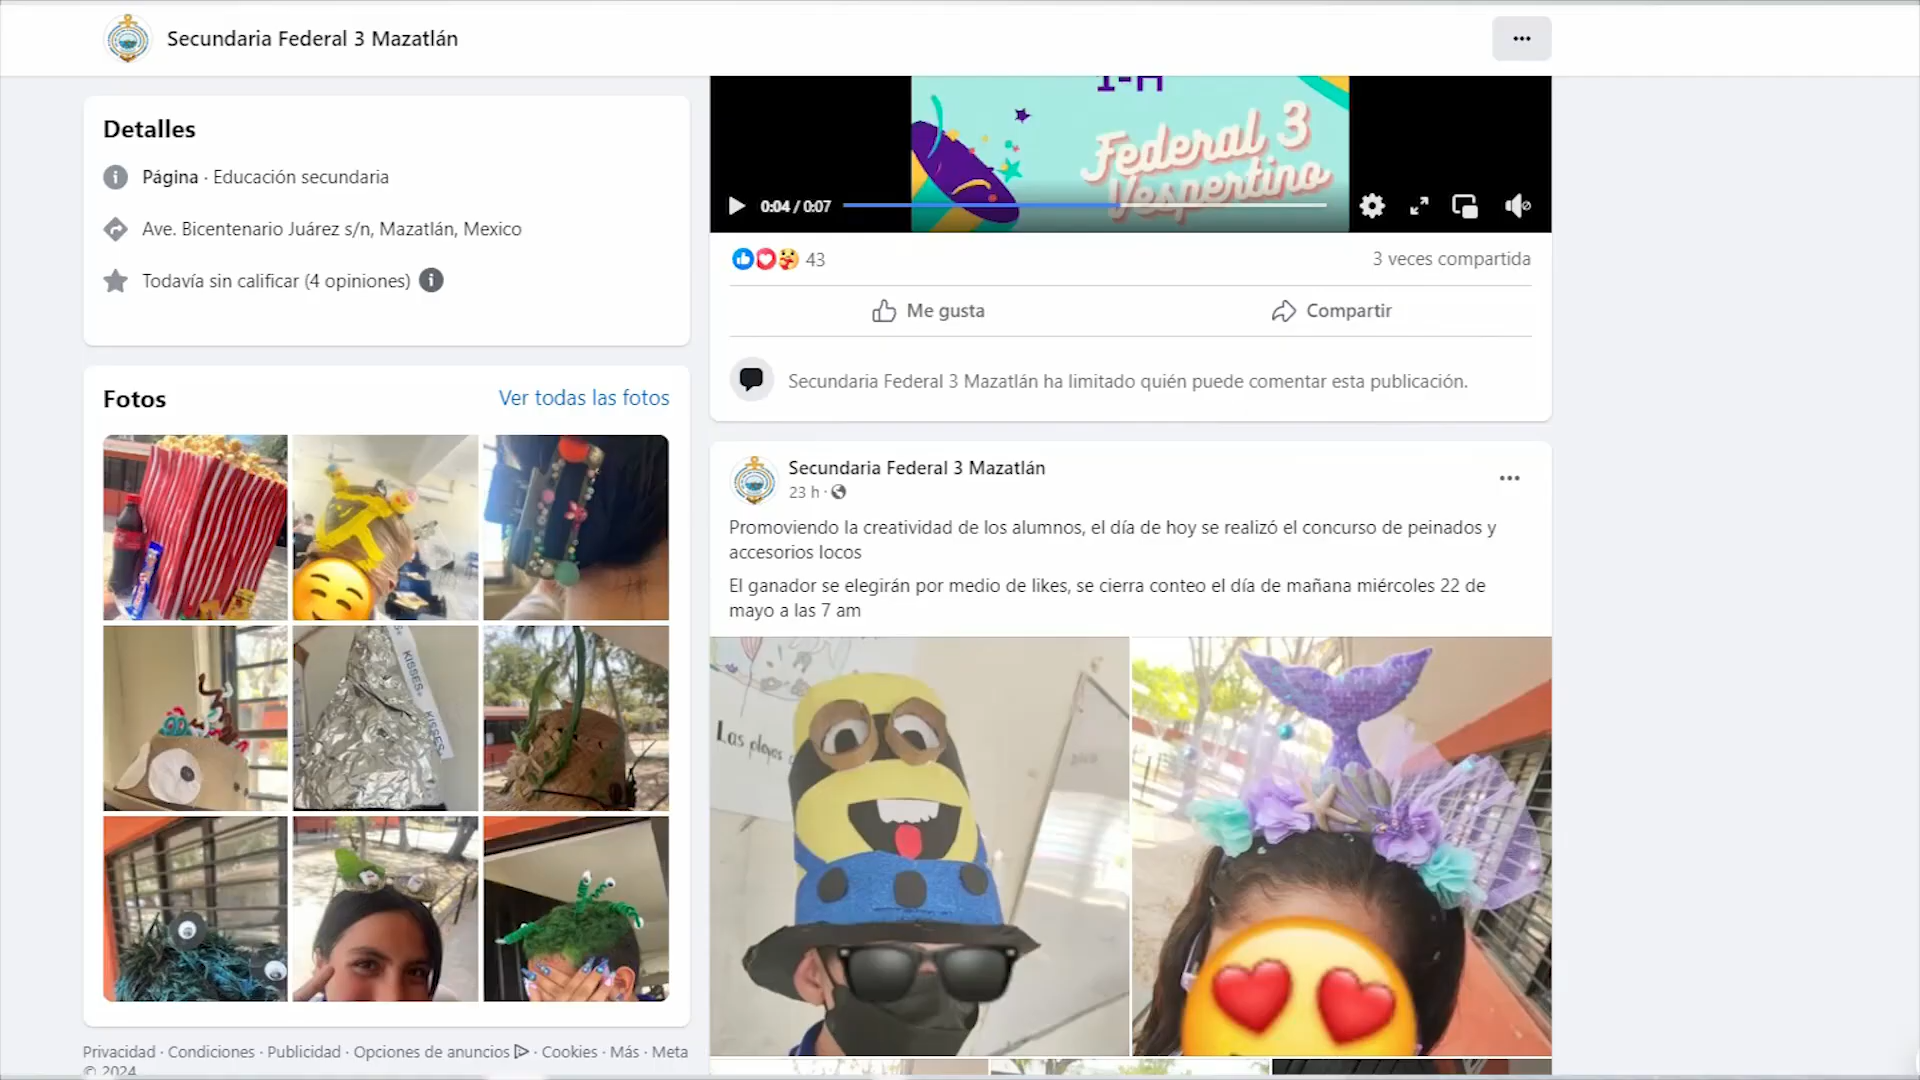 Secundaria Federal 3 Mazatlán
Detalles
Página · Educación secundaria
Ave. Bicentenario Juárez s/n, Mazatlán, Mexico
Todavía sin calificar (4 opiniones)
Fotos
Ver todas las fotos
KISSES
KISSES
Privacidad · Condiciones · Publicidad · Opciones de anuncios · Cookies · Más · Meta
© 2024
1-A
Federal 3
Vespertino
0:04 / 0:07
43
3 veces compartida
Me gusta
Compartir
Secundaria Federal 3 Mazatlán ha limitado quién puede comentar esta publicación.
Secundaria Federal 3 Mazatlán
23 h ·
Promoviendo la creatividad de los alumnos, el día de hoy se realizó el concurso de peinados y
accesorios locos
El ganador se elegirán por medio de likes, se cierra conteo el día de mañana miércoles 22 de
mayo a las 7 am
Las playas